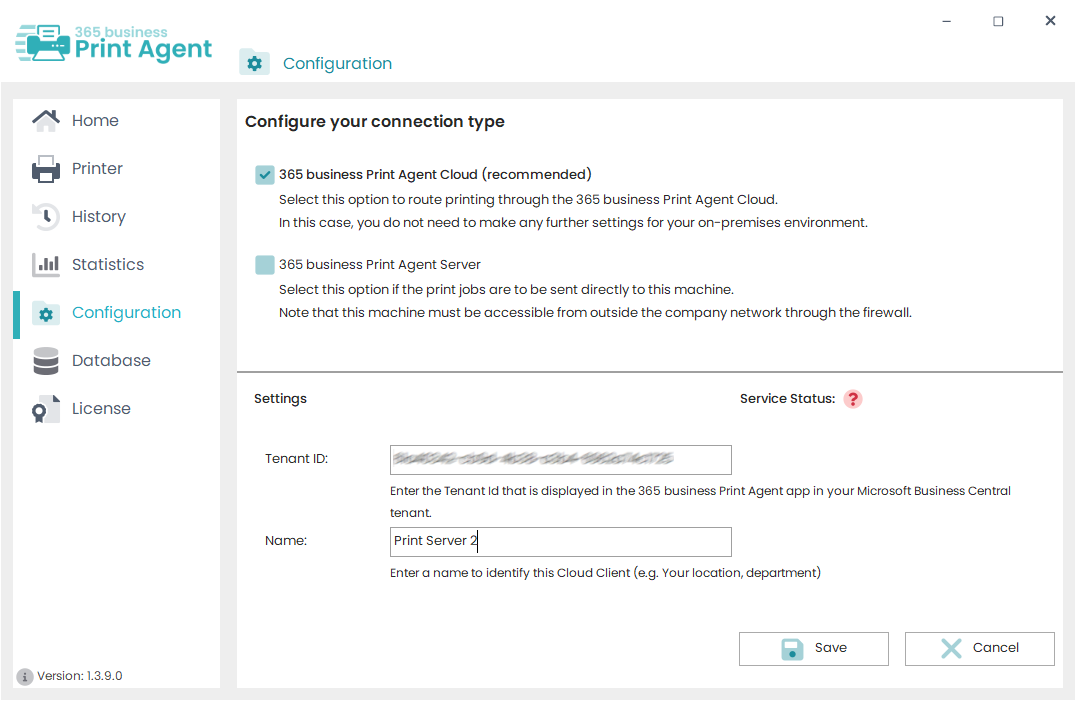 365 business
Print Agent
Configuration
Home
Printer
History
Statistics
Configuration
Database
License
Version: 1.3.9.0
Configure your connection type
365 business Print Agent Cloud (recommended)
Select this option to route printing through the 365 business Print Agent Cloud.
In this case, you do not need to make any further settings for your on-premises environment.
365 business Print Agent Server
Select this option if the print jobs are to be sent directly to this machine.
Note that this machine must be accessible from outside the company network through the firewall.
Settings
Service Status: ?
Tenant ID:
Enter the Tenant Id that is displayed in the 365 business Print Agent app in your Microsoft Business Central
tenant.
Name:
Print Server 2
Enter a name to identify this Cloud Client (e.g. Your location, department)
Save
Cancel